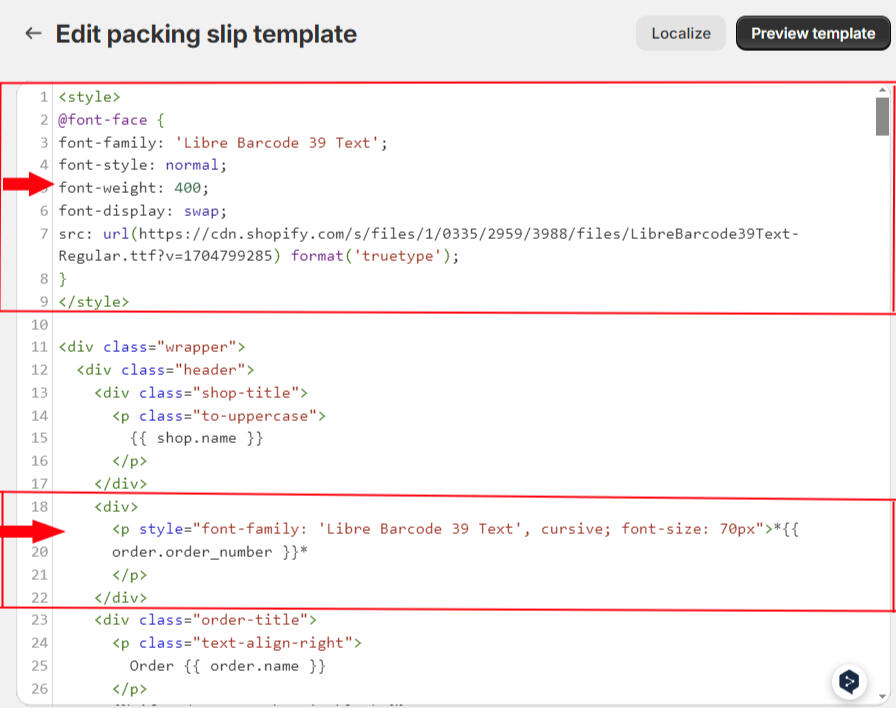 Edit packing slip template
Localize
Preview template
1 <style>
2 @font-face {
3 font-family: 'Libre Barcode 39 Text';
4 font-style: normal;
font-weight: 400;
6 font-display: swap;
7 src: url(https://cdn.shopify.com/s/files/1/0335/2959/3988/files/LibreBarcode39Text-
Regular.ttf?v=1704799285) format('truetype');
8 }
9 </style>
10
11 <div class="wrapper">
12 <div class="header">
13 <div class="shop-title">
14 <p class="to-uppercase">
15 {{ shop.name }}
16 </p>
17 </div>
18 <div>
<p style="font-family: 'Libre Barcode 39 Text', cursive; font-size: 70px">*{{
20 order.order_number }}*
21 </p>
22 </div>
23 <div class="order-title">
24 <p class="text-align-right">
25 Order {{ order.name }}
26 </p>